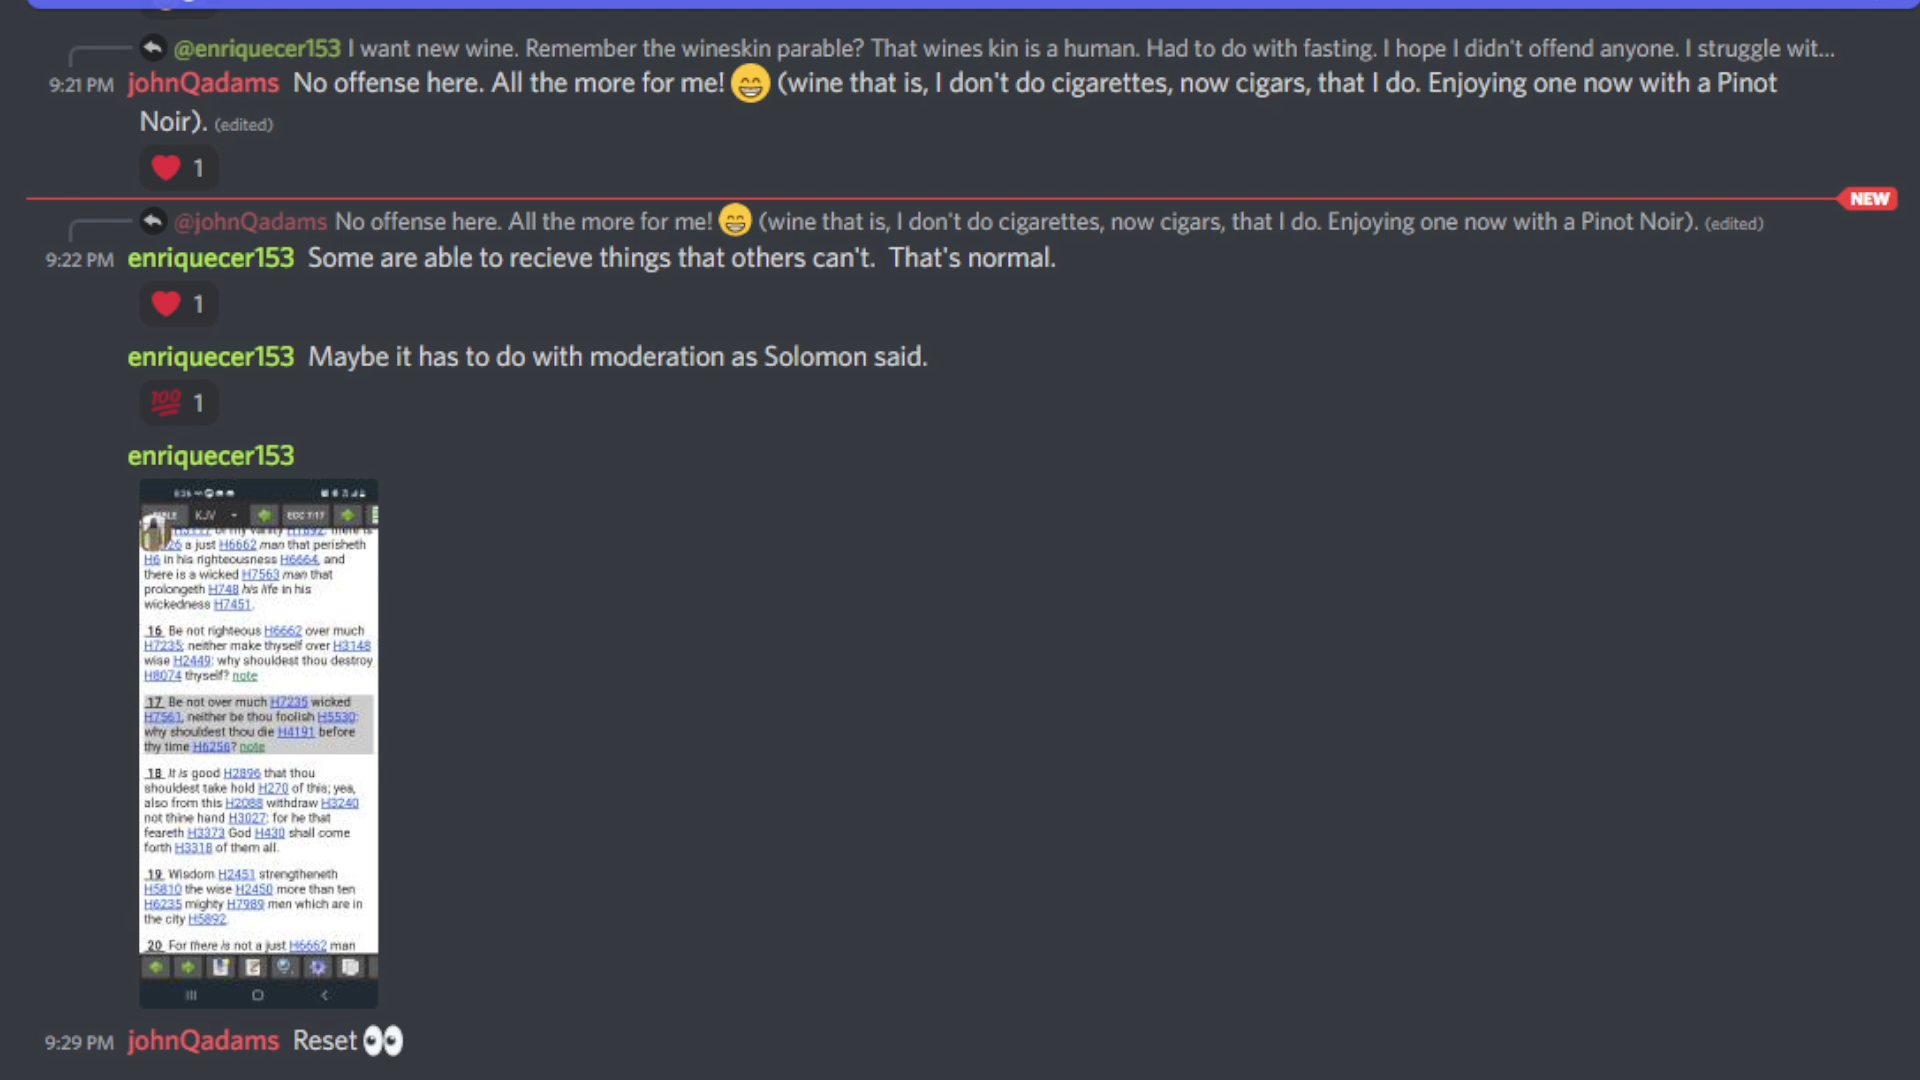 @enriquecer153 I want new wine. Remember the wineskin parable? That wines kin is a human. Had to do with fasting. I hope I didn't offend anyone. I struggle wit...
9:21 PM johnQadams No offense here. All the more for me! 😁 (wine that is, I don't do cigarettes, now cigars, that I do. Enjoying one now with a Pinot
Noir). (edited)
❤️ 1
NEW
@johnQadams No offense here. All the more for me! 😁 (wine that is, I don't do cigarettes, now cigars, that I do. Enjoying one now with a Pinot Noir). (edited)
9:22 PM enriquecer153 Some are able to recieve things that others can't. That's normal.
❤️ 1
enriquecer153 Maybe it has to do with moderation as Solomon said.
💯 1
enriquecer153
KJV ECC 7:17
of my vanity H1892: there is
a just H6662 man that perisheth
H6 in his righteousness H6664, and
there is a wicked H7563 man that
prolongeth H748 his life in his
wickedness H7451.
16 Be not righteous H6662 over much
H7235; neither make thyself over H3148
wise H2449: why shouldest thou destroy
H8074 thyself? note
17 Be not over much H7235 wicked
H7561, neither be thou foolish H5530:
why shouldest thou die H4191 before
thy time H6256? note
18 It is good H2896 that thou
shouldest take hold H270 of this; yea,
also from this H2088 withdraw H3240
not thine hand H3027: for he that
feareth H3373 God H430 shall come
forth H3318 of them all.
19 Wisdom H2451 strengtheneth
H5810 the wise H2450 more than ten
H6235 mighty H7989 men which are in
the city H5892.
20 For there is not a just H6662 man
9:29 PM johnQadams Reset 👀